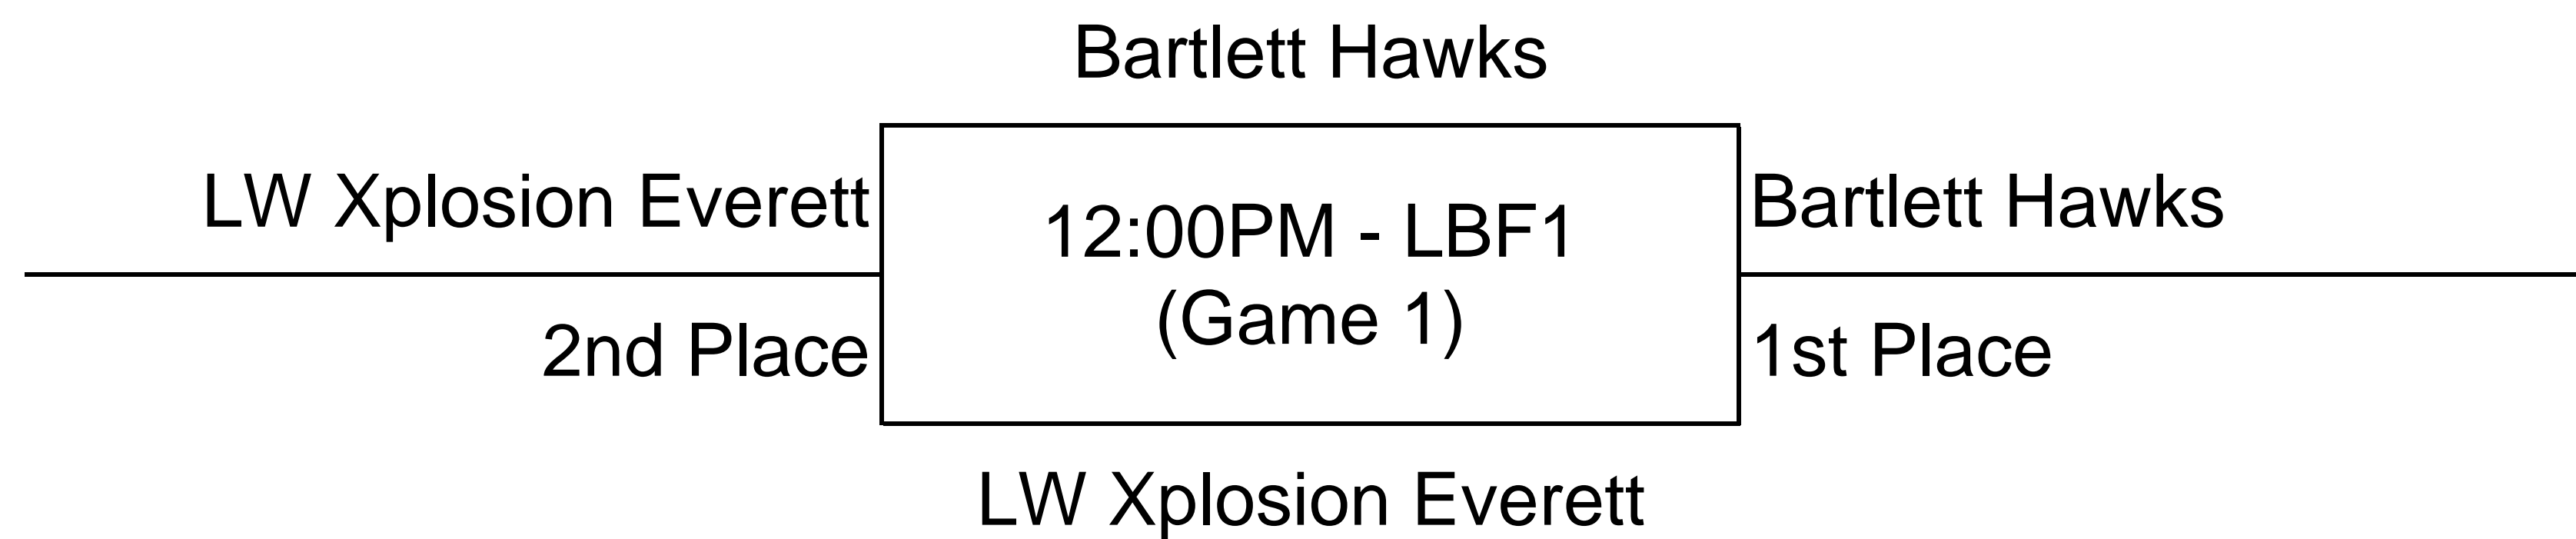 Bartlett Hawks
LW Xplosion Everett
Bartlett Hawks
12:00PM - LBF1
(Game 1)
2nd Place
1st Place
LW Xplosion Everett